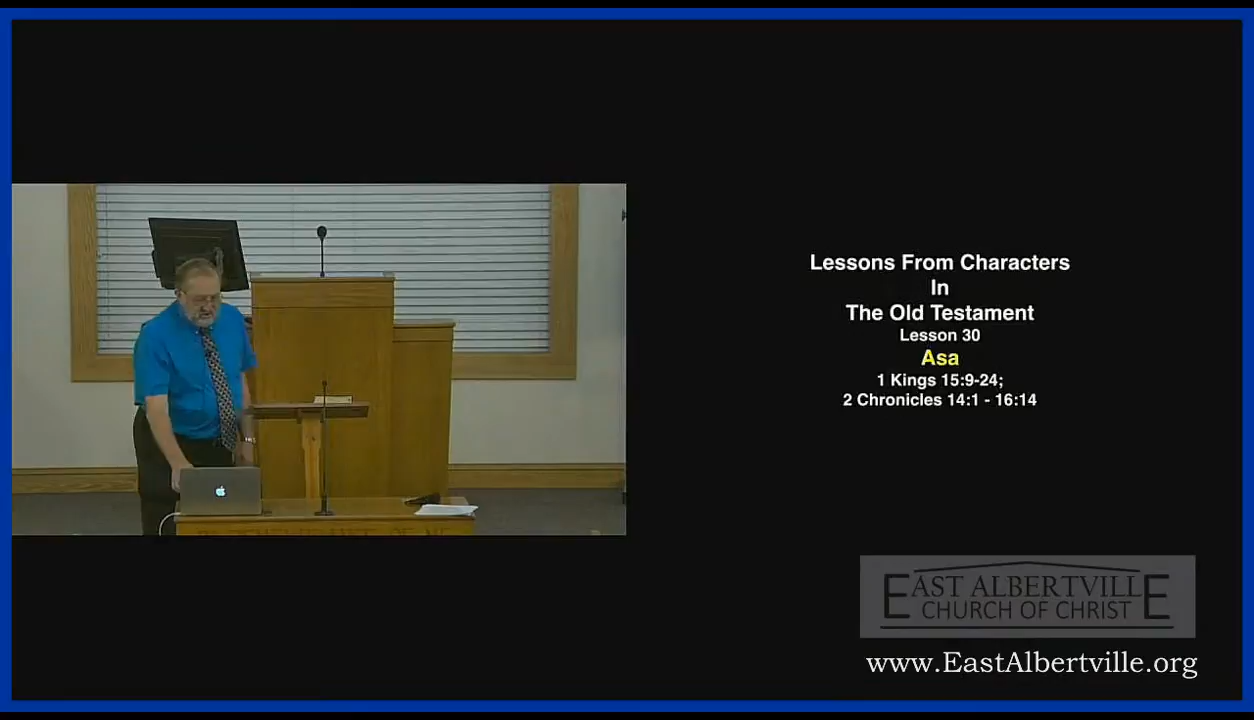 Lessons From Characters
In
The Old Testament
Lesson 30
Asa
1 Kings 15:9-24;
2 Chronicles 14:1 - 16:14
EAST ALBERTVILLE
CHURCH OF CHRIST
www.EastAlbertville.org